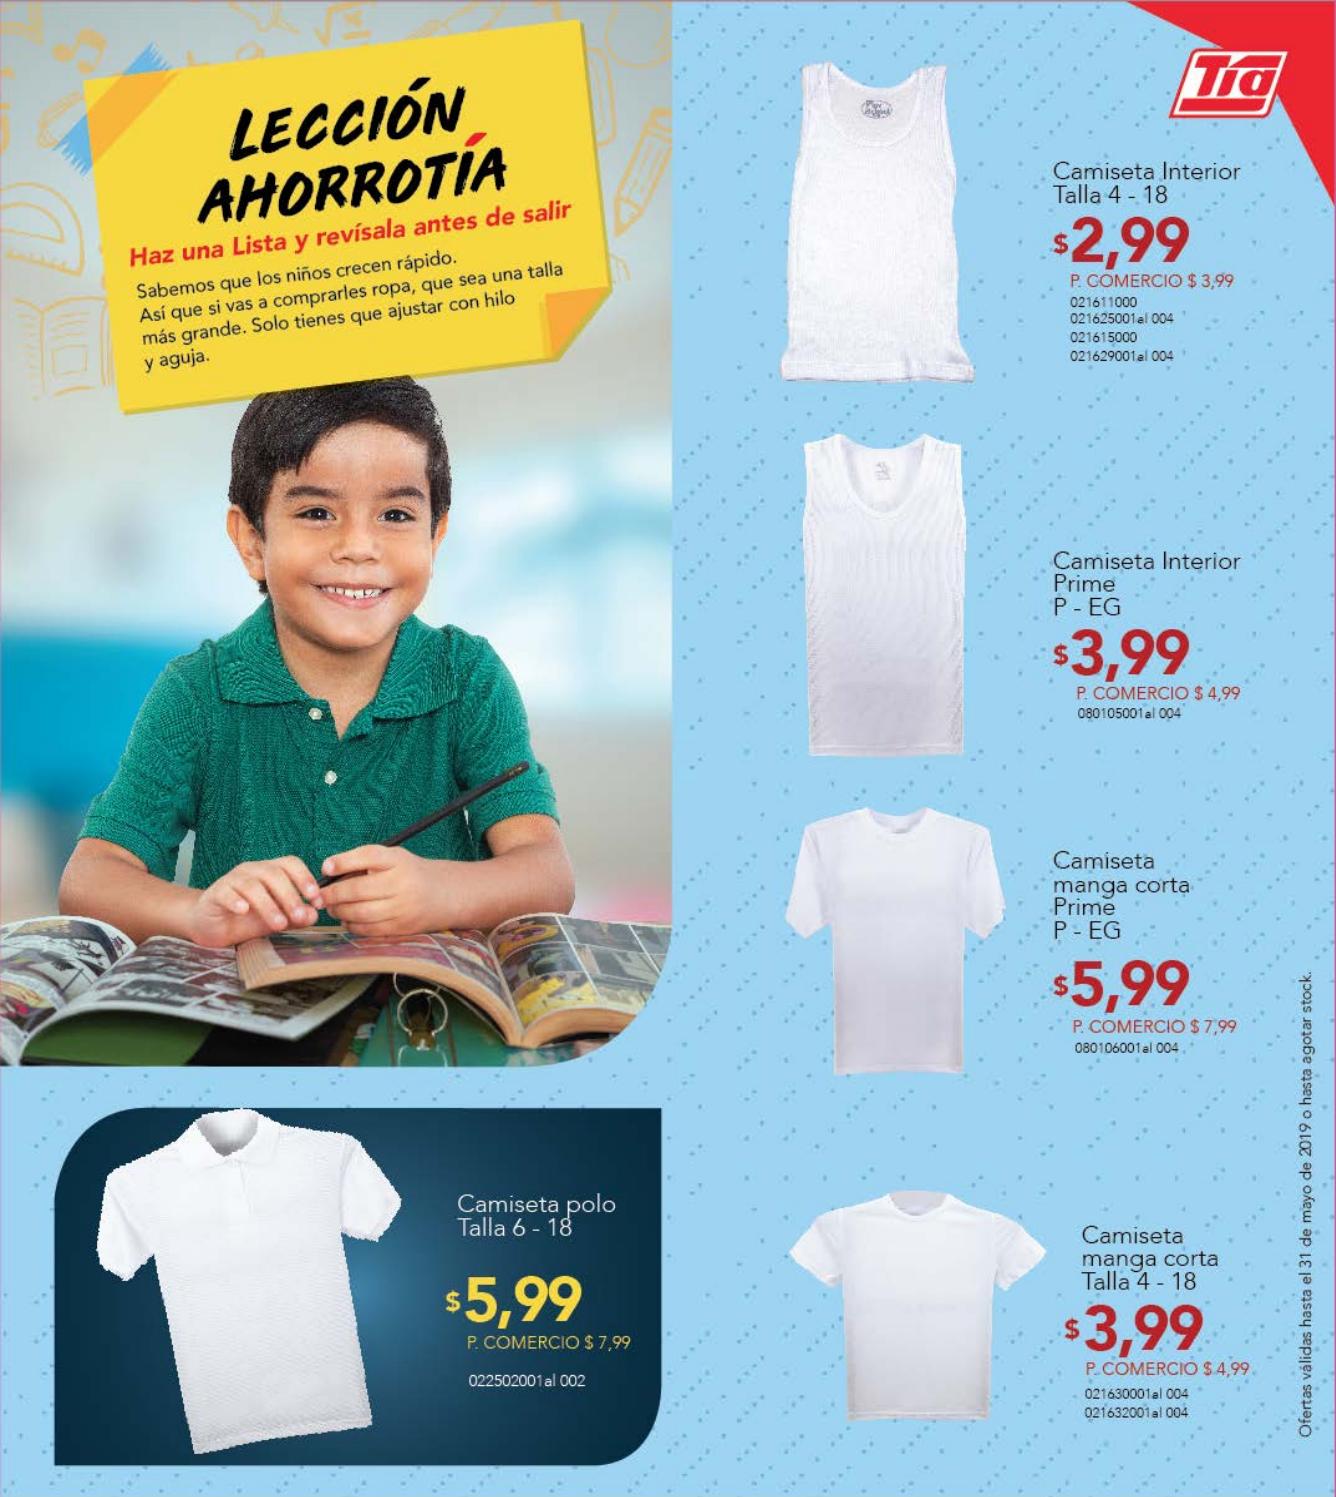 LECCIÓN
AHORROTÍA
Haz una Lista y revísala antes de salir
Sabemos que los niños crecen rápido.
Así que si vas a comprarles ropa, que sea una talla
más grande. Solo tienes que ajustar con hilo
y aguja.
Tía
Camiseta Interior
Talla 4 - 18
$2,99
P. COMERCIO $ 3,99
021611000
021625001al 004
021615000
021629001al 004
Camiseta Interior
Prime
P - EG
$3,99
P. COMERCIO $ 4,99
080105001al 004
Camiseta
manga corta
Prime
P - EG
$5,99
P. COMERCIO $ 7,99
080106001al 004
Camiseta polo
Talla 6 - 18
$5,99
P. COMERCIO $ 7,99
022502001al 002
Camiseta
manga corta
Talla 4 - 18
$3,99
P. COMERCIO $ 4,99
021630001al 004
021632001al 004
Ofertas válidas hasta el 31 de mayo de 2019 o hasta agotar stock.